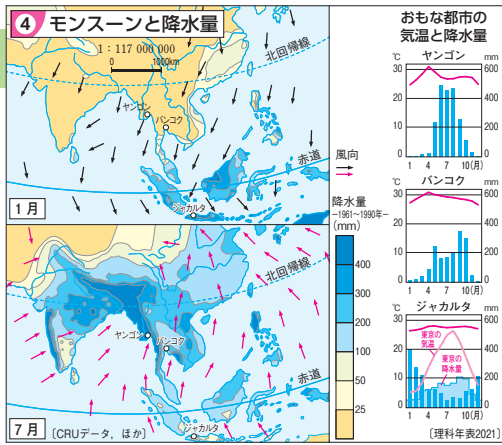 ④ モンスーンと降水量
1：117 000 000
0 1000km
北回帰線
ヤンゴン
バンコク
赤道
ジャカルタ
1月
北回帰線
ヤンゴン
バンコク
赤道
ジャカルタ
7月
〔CRUデータ，ほか〕
風向
降水量
−1961〜1990年−
(mm)
400
300
200
100
50
25
おもな都市の
気温と降水量
ヤンゴン
℃ mm
30 600
20 400
10 200
0 0
1 4 7 10(月)
バンコク
℃ mm
30 600
20 400
10 200
0 0
1 4 7 10(月)
ジャカルタ
℃ mm
30 600
東京の
気温
20 400
東京の
降水量
10 200
0 0
1 4 7 10(月)
〔理科年表2021〕